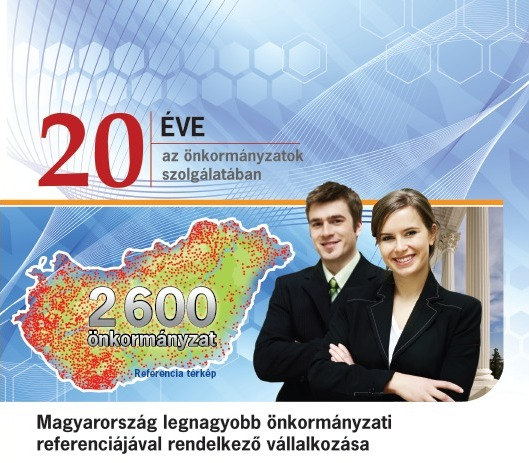 20 ÉVE
az önkormányzatok
szolgálatában
2 600
önkormányzat
Referencia térkép
Magyarország legnagyobb önkormányzati
referenciájával rendelkező vállalkozása